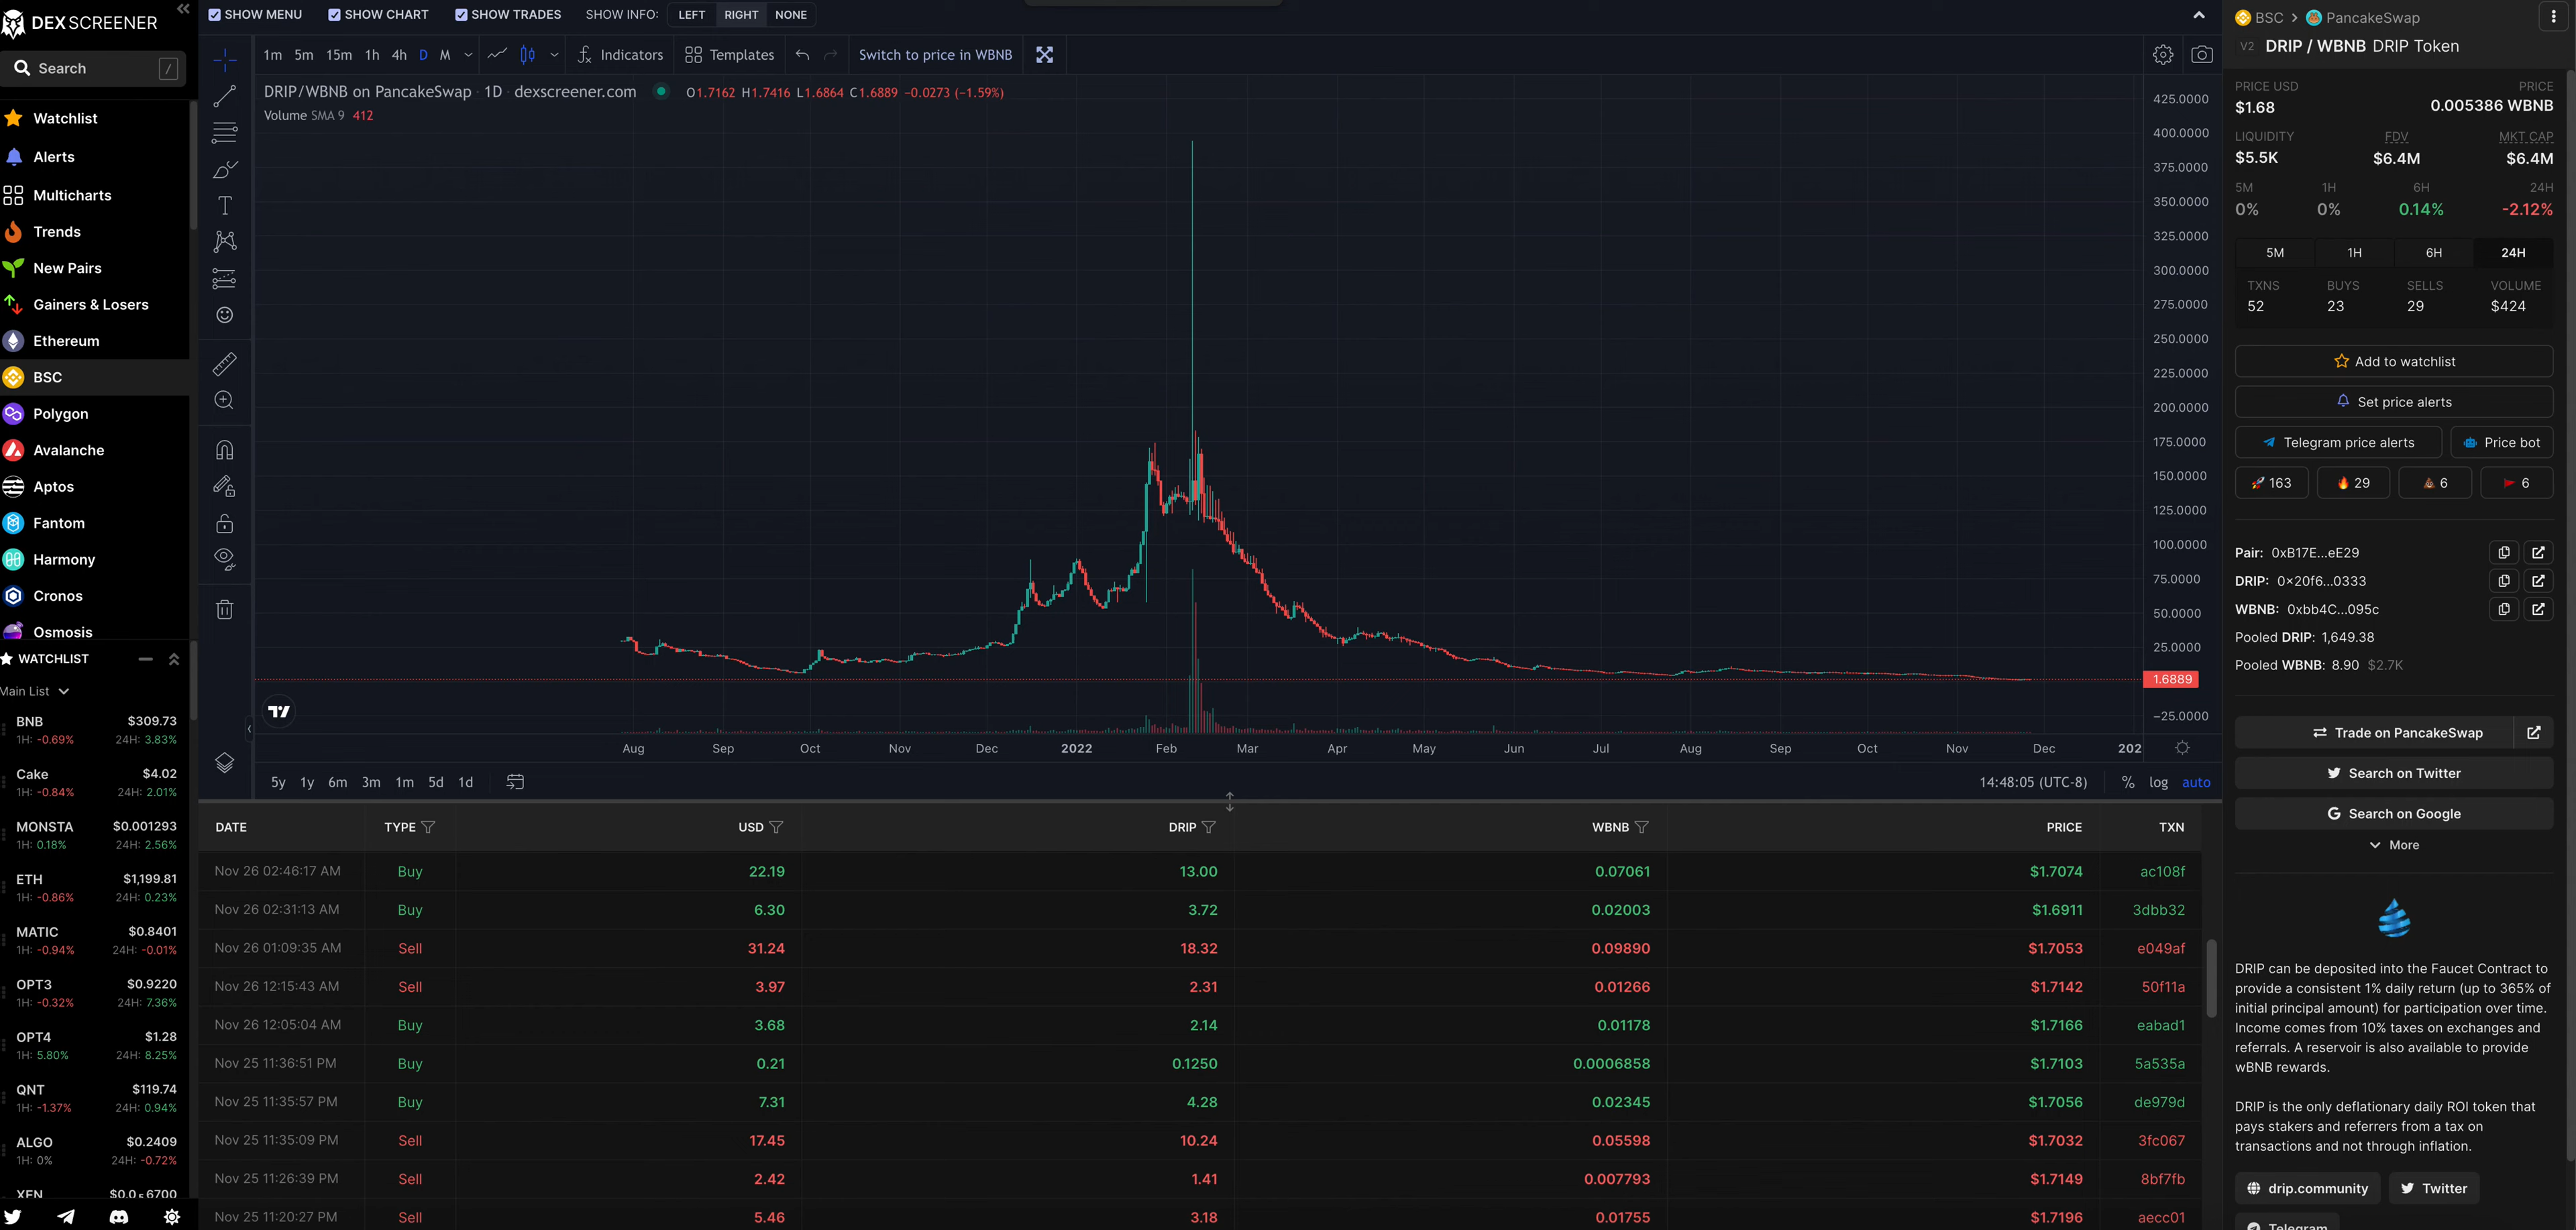 DEX SCREENER
Search /
Watchlist
Alerts
Multicharts
Trends
New Pairs
Gainers & Losers
Ethereum
BSC
Polygon
Avalanche
Aptos
Fantom
Harmony
Cronos
Osmosis
WATCHLIST
Main List
BNB $309.73
1H: -0.69% 24H: 3.83%
Cake $4.02
1H: -0.84% 24H: 2.01%
MONSTA $0.001293
1H: 0.18% 24H: 2.56%
ETH $1,199.81
1H: -0.86% 24H: 0.23%
MATIC $0.8401
1H: -0.94% 24H: -0.01%
OPT3 $0.9220
1H: -0.32% 24H: 7.36%
OPT4 $1.28
1H: 5.80% 24H: 8.25%
QNT $119.74
1H: -1.37% 24H: 0.94%
ALGO $0.2409
1H: 0% 24H: -0.72%
XEN $0.0₅6700
SHOW MENU SHOW CHART SHOW TRADES SHOW INFO: LEFT RIGHT NONE
1m 5m 15m 1h 4h D M Indicators Templates Switch to price in WBNB
DRIP/WBNB on PancakeSwap · 1D · dexscreener.com O1.7162 H1.7416 L1.6864 C1.6889 −0.0273 (−1.59%)
Volume SMA 9 412
425.0000
400.0000
375.0000
350.0000
325.0000
300.0000
275.0000
250.0000
225.0000
200.0000
175.0000
150.0000
125.0000
100.0000
75.0000
50.0000
25.0000
1.6889
−25.0000
Aug Sep Oct Nov Dec 2022 Feb Mar Apr May Jun Jul Aug Sep Oct Nov Dec 202
5y 1y 6m 3m 1m 5d 1d 14:48:05 (UTC-8) % log auto
DATE TYPE USD DRIP WBNB PRICE TXN
Nov 26 02:46:17 AM Buy 22.19 13.00 0.07061 $1.7074 ac108f
Nov 26 02:31:13 AM Buy 6.30 3.72 0.02003 $1.6911 3dbb32
Nov 26 01:09:35 AM Sell 31.24 18.32 0.09890 $1.7053 e049af
Nov 26 12:15:43 AM Sell 3.97 2.31 0.01266 $1.7142 50f11a
Nov 26 12:05:04 AM Buy 3.68 2.14 0.01178 $1.7166 eabad1
Nov 25 11:36:51 PM Buy 0.21 0.1250 0.0006858 $1.7103 5a535a
Nov 25 11:35:57 PM Buy 7.31 4.28 0.02345 $1.7056 de979d
Nov 25 11:35:09 PM Sell 17.45 10.24 0.05598 $1.7032 3fc067
Nov 25 11:26:39 PM Sell 2.42 1.41 0.007793 $1.7149 8bf7fb
Nov 25 11:20:27 PM Sell 5.46 3.18 0.01755 $1.7196 aecc01
BSC > PancakeSwap
V2 DRIP / WBNB DRIP Token
PRICE USD PRICE
$1.68 0.005386 WBNB
LIQUIDITY FDV MKT CAP
$5.5K $6.4M $6.4M
5M 1H 6H 24H
0% 0% 0.14% -2.12%
5M 1H 6H 24H
TXNS BUYS SELLS VOLUME
52 23 29 $424
Add to watchlist
Set price alerts
Telegram price alerts Price bot
163 29 6 6
Pair: 0xB17E...eE29
DRIP: 0x20f6...0333
WBNB: 0xbb4C...095c
Pooled DRIP: 1,649.38
Pooled WBNB: 8.90 $2.7K
Trade on PancakeSwap
Search on Twitter
Search on Google
More
DRIP can be deposited into the Faucet Contract to
provide a consistent 1% daily return (up to 365% of
initial principal amount) for participation over time.
Income comes from 10% taxes on exchanges and
referrals. A reservoir is also available to provide
wBNB rewards.
DRIP is the only deflationary daily ROI token that
pays stakers and referrers from a tax on
transactions and not through inflation.
drip.community Twitter
Telegram